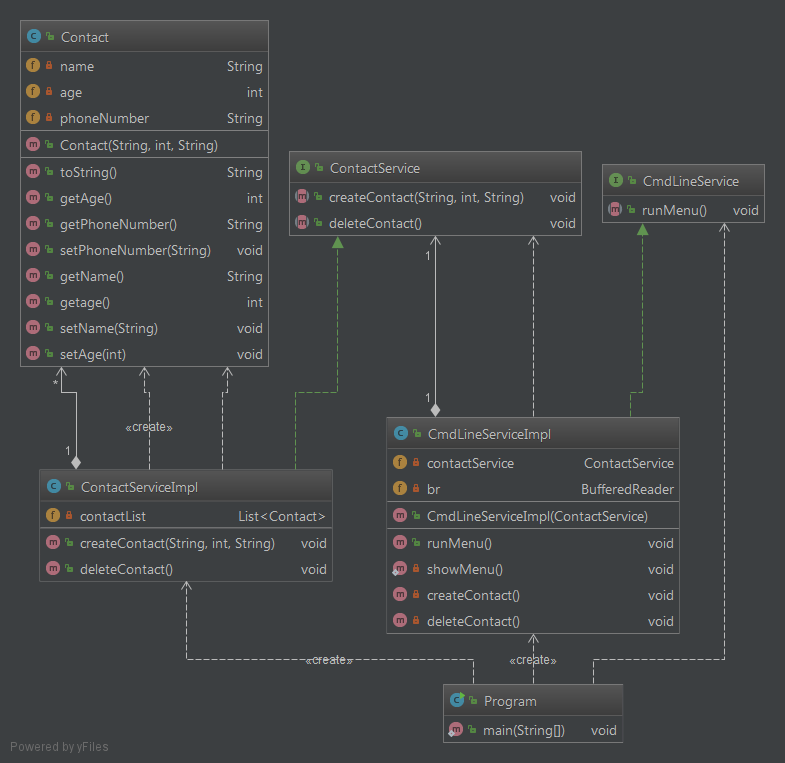 Contact
name String
age int
phoneNumber String
Contact(String, int, String)
toString() String
getAge() int
getPhoneNumber() String
setPhoneNumber(String) void
getName() String
getage() int
setName(String) void
setAge(int) void
ContactService
createContact(String, int, String) void
deleteContact() void
CmdLineService
runMenu() void
1
*
«create»
1
1
ContactServiceImpl
contactList List<Contact>
createContact(String, int, String) void
deleteContact() void
CmdLineServiceImpl
contactService ContactService
br BufferedReader
CmdLineServiceImpl(ContactService)
runMenu() void
showMenu() void
createContact() void
deleteContact() void
«create»
«create»
Program
main(String[]) void
Powered by yFiles